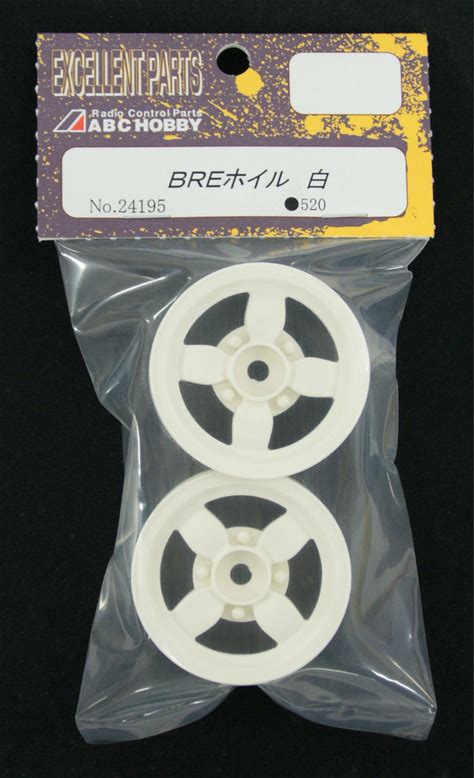 EXCELLENT PARTS
Radio Control Parts
ABC HOBBY
BREホイル 白
No.24195 ●520